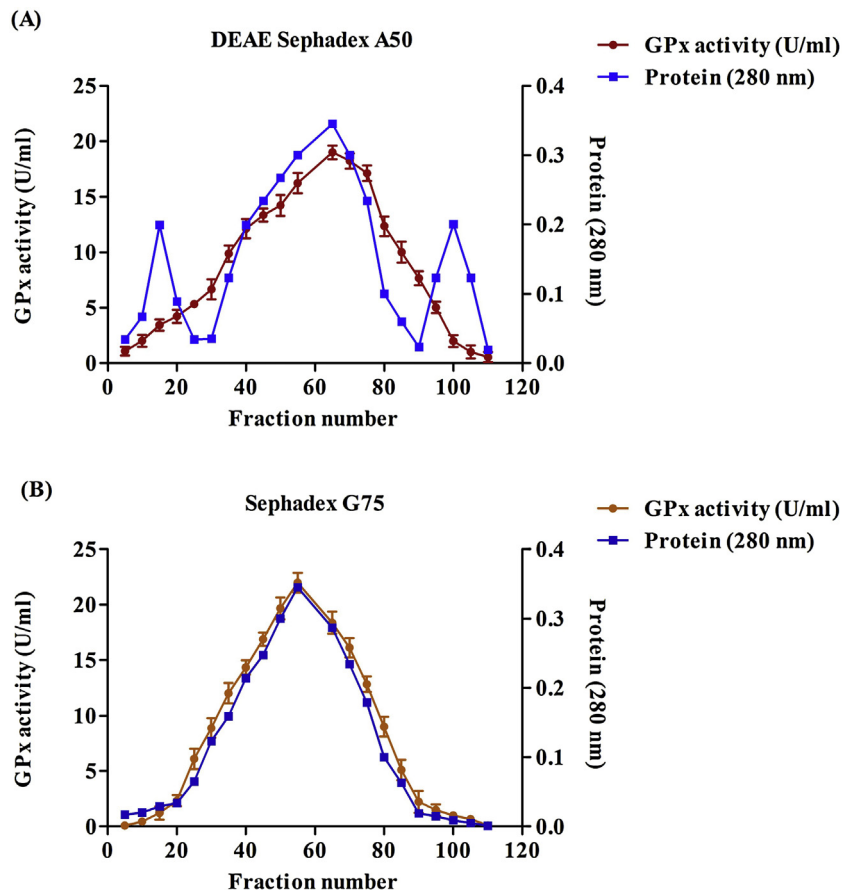 (A)
DEAE Sephadex A50
GPx activity (U/ml)
Protein (280 nm)
25
20
15
10
5
0
GPx activity (U/ml)
0.4
0.3
0.2
0.1
0.0
Protein (280 nm)
0 20 40 60 80 100 120
Fraction number
(B)
Sephadex G75
GPx activity (U/ml)
Protein (280 nm)
25
20
15
10
5
0
GPx activity (U/ml)
0.4
0.3
0.2
0.1
0.0
Protein (280 nm)
0 20 40 60 80 100 120
Fraction number